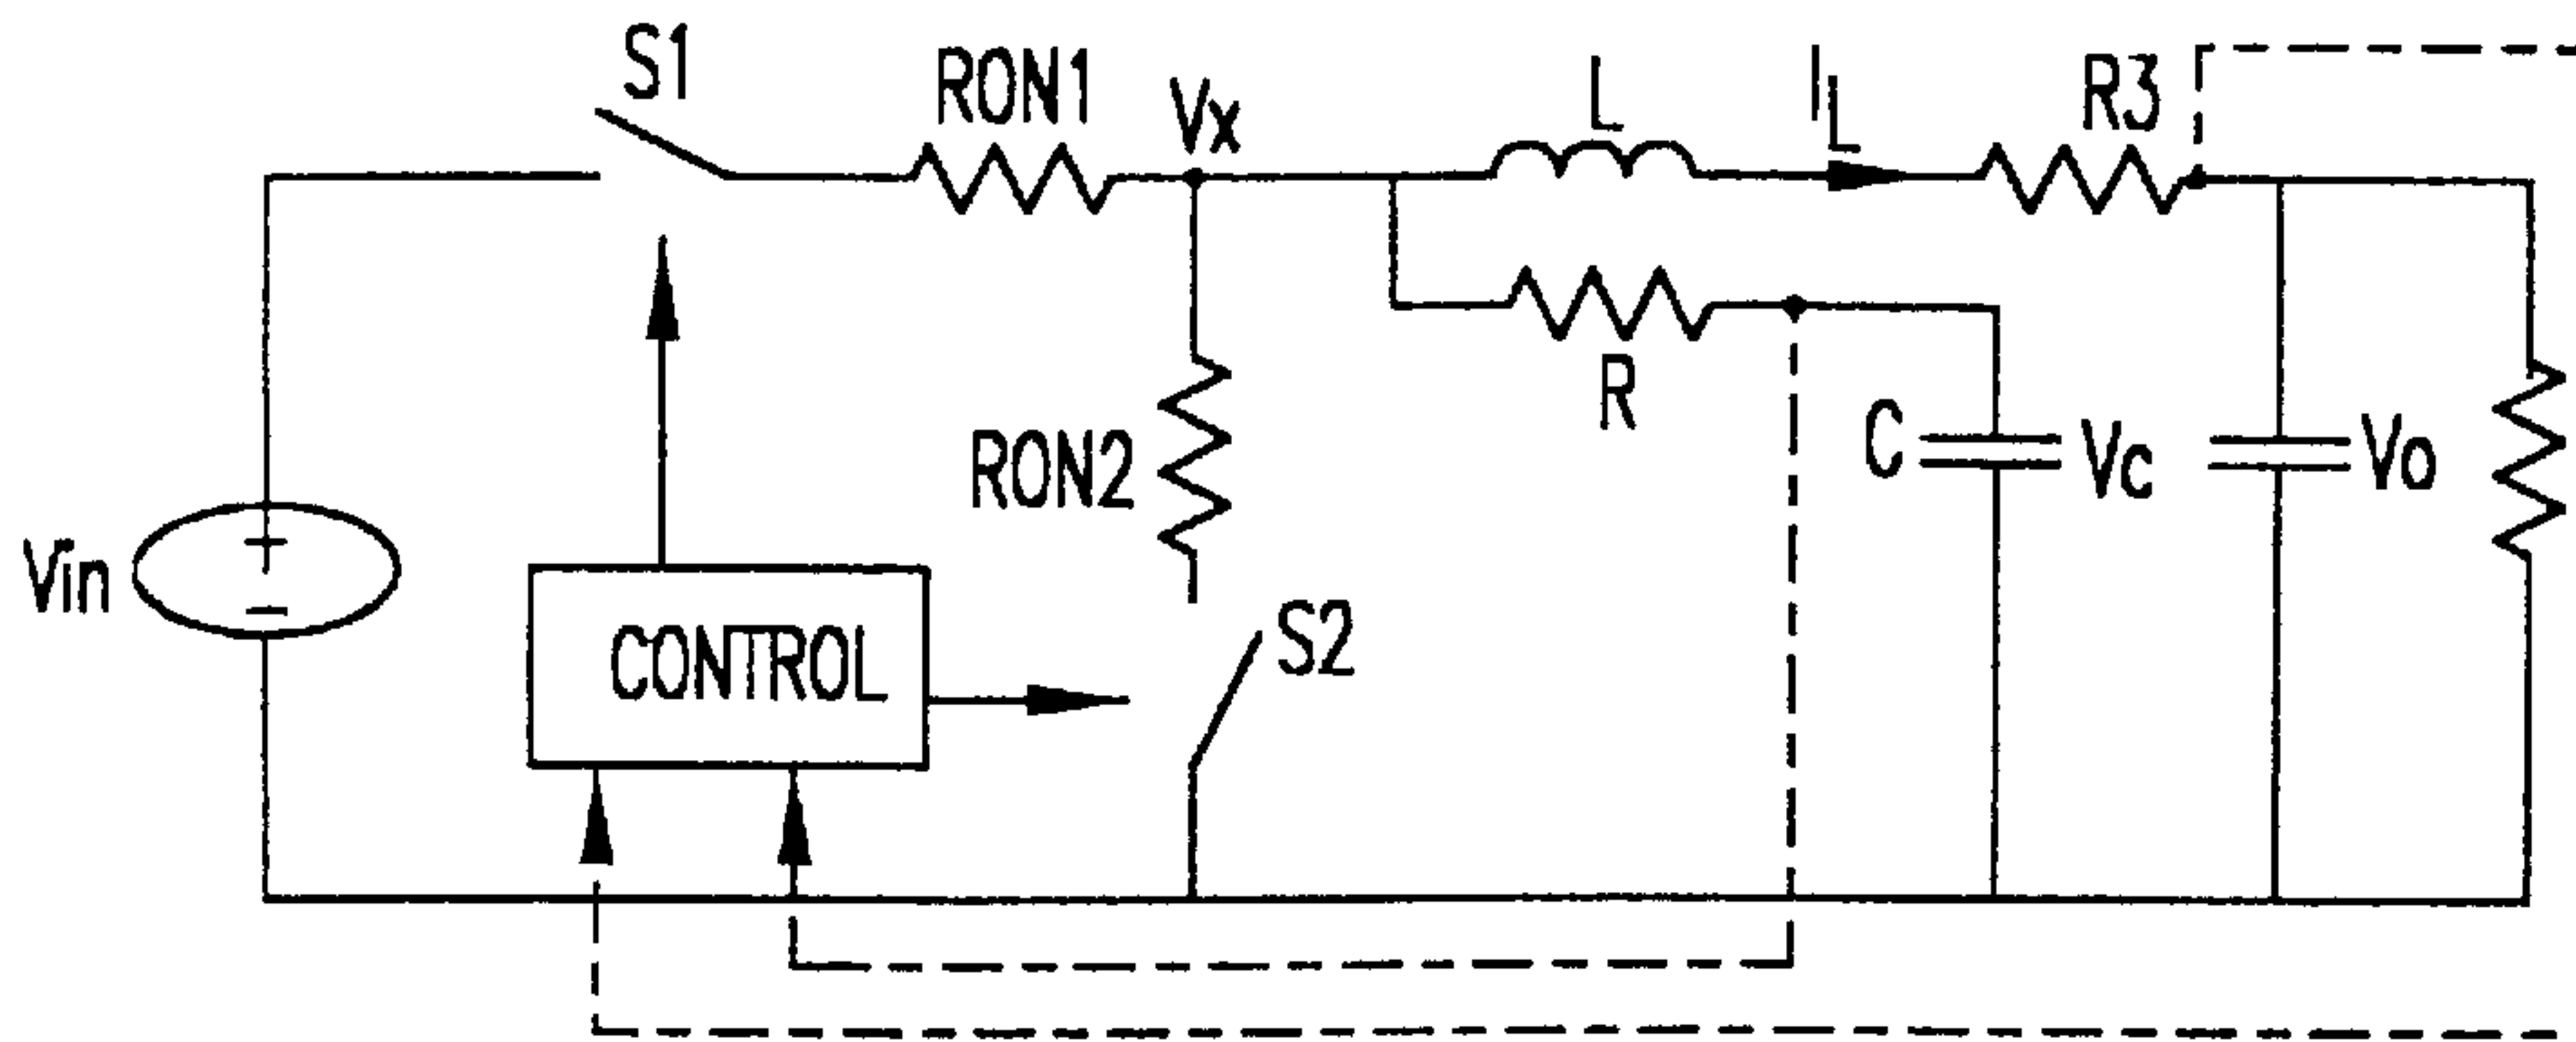 S1
RON1
Vx
L
IL
R3
R
RON2
C
Vc
Vo
Vin
+
−
CONTROL
S2